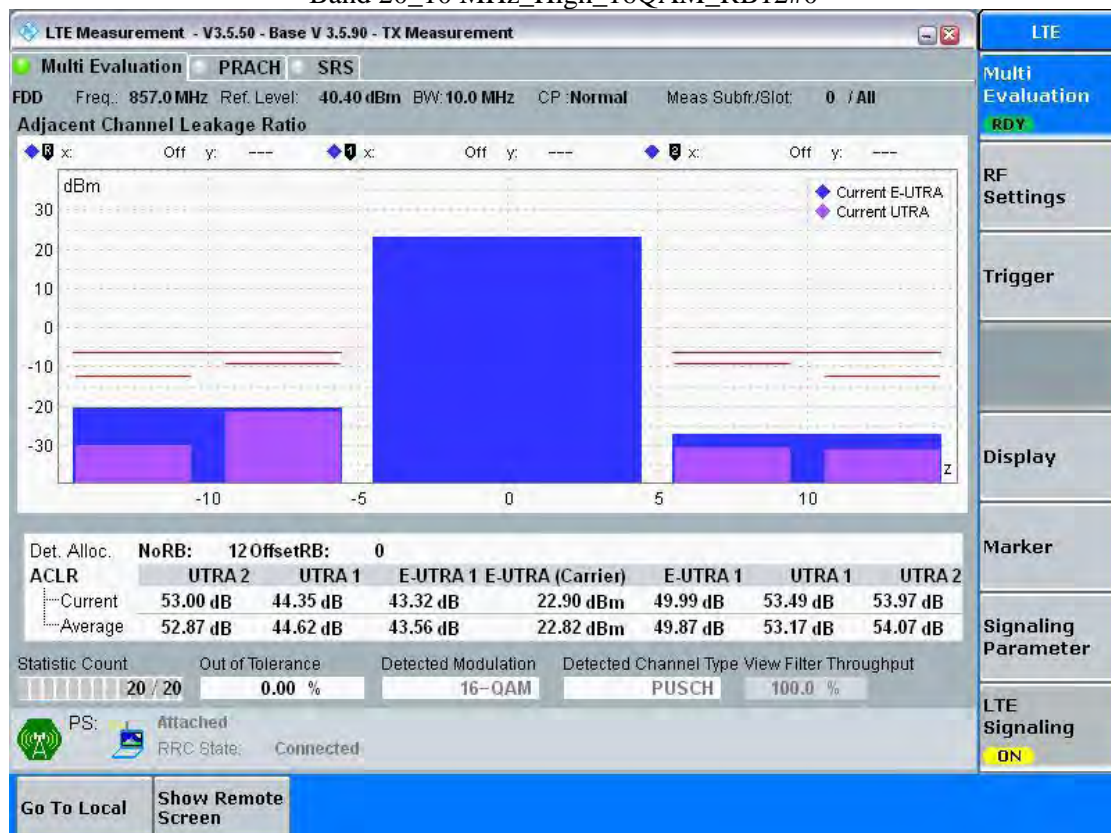 Band 20_10 MHz_High_16QAM_RB12#0
LTE Measurement - V3.5.50 - Base V 3.5.90 - TX Measurement
LTE
Multi Evaluation PRACH SRS
Multi Evaluation
RDY
FDD Freq.: 857.0 MHz Ref. Level: 40.40 dBm BW: 10.0 MHz CP :Normal Meas Subfr./Slot: 0 / All
Adjacent Channel Leakage Ratio
R x: Off y: --- 1 x: Off y: --- 2 x: Off y: ---
dBm
Current E-UTRA
Current UTRA
30
20
10
0
-10
-20
-30
z
-10 -5 0 5 10
RF Settings
Trigger
Display
Marker
Signaling Parameter
LTE Signaling
ON
Det. Alloc. NoRB: 12 OffsetRB: 0
ACLR UTRA 2 UTRA 1 E-UTRA 1 E-UTRA (Carrier) E-UTRA 1 UTRA 1 UTRA 2
Current 53.00 dB 44.35 dB 43.32 dB 22.90 dBm 49.99 dB 53.49 dB 53.97 dB
Average 52.87 dB 44.62 dB 43.56 dB 22.82 dBm 49.87 dB 53.17 dB 54.07 dB
Statistic Count Out of Tolerance Detected Modulation Detected Channel Type View Filter Throughput
20 / 20 0.00 % 16-QAM PUSCH 100.0 %
PS: Attached
RRC State: Connected
Go To Local Show Remote Screen